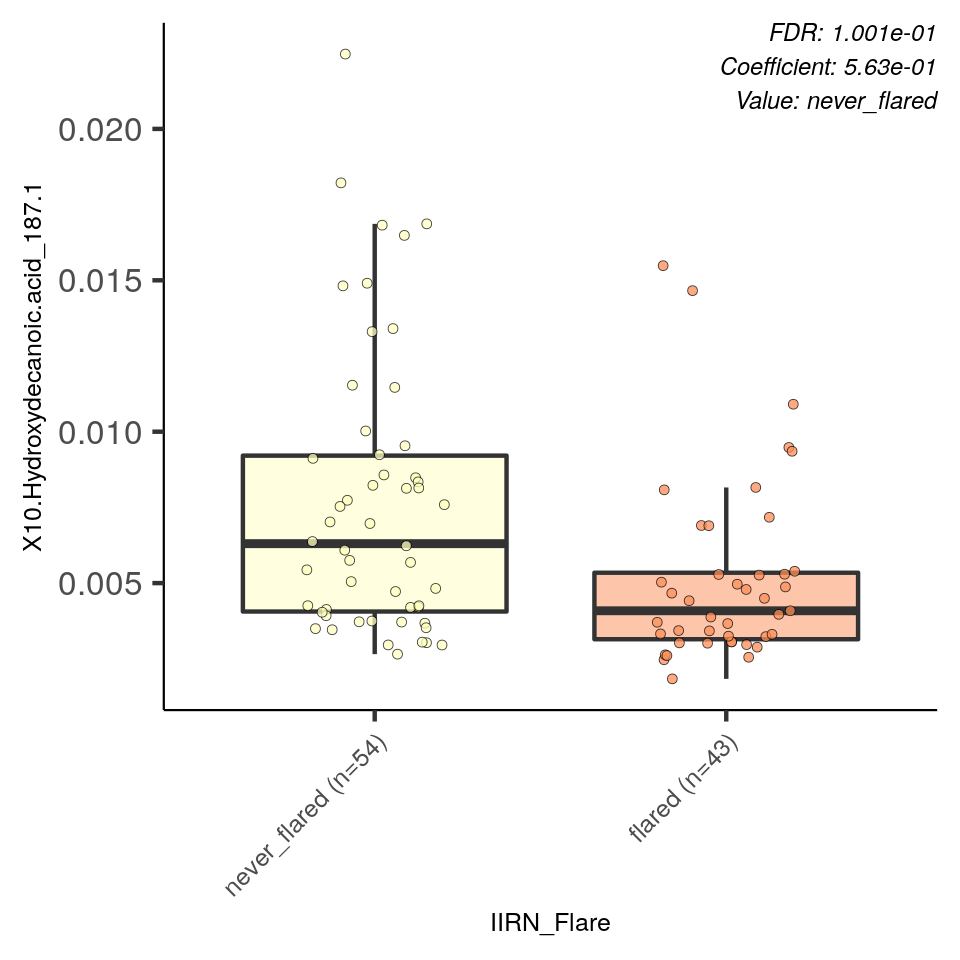 FDR: 1.001e-01
Coefficient: 5.63e-01
Value: never_flared
X10.Hydroxydecanoic.acid_187.1
0.020
0.015
0.010
0.005
never_flared (n=54)
flared (n=43)
IIRN_Flare